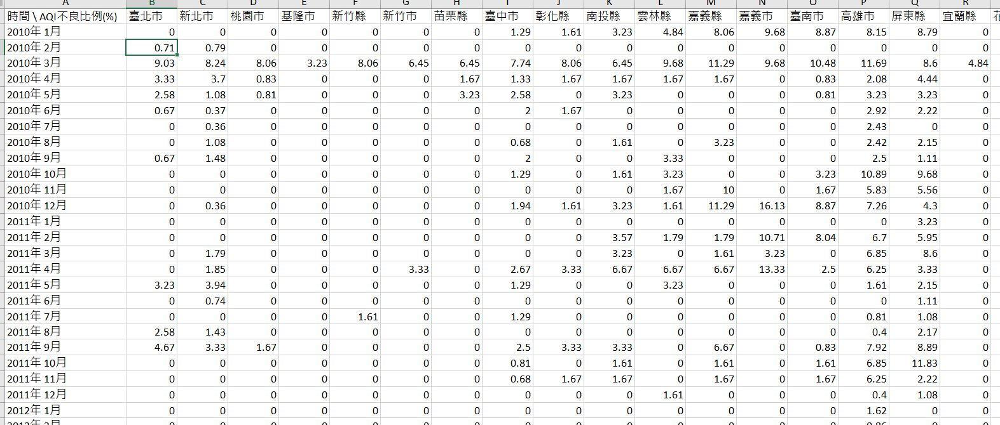 A B C D E F G H I J K L M N O P Q R
時間 \ AQI不良比例(%) 臺北市 新北市 桃園市 基隆市 新竹縣 新竹市 苗栗縣 臺中市 彰化縣 南投縣 雲林縣 嘉義縣 嘉義市 臺南市 高雄市 屏東縣 宜蘭縣
2010年 1月 0 0 0 0 0 0 0 1.29 1.61 3.23 4.84 8.06 9.68 8.87 8.15 8.79 0
2010年 2月 0.71 0.79 0 0 0 0 0 0 0 0 0 0 0 0 0 0 0
2010年 3月 9.03 8.24 8.06 3.23 8.06 6.45 6.45 7.74 8.06 6.45 9.68 11.29 9.68 10.48 11.69 8.6 4.84
2010年 4月 3.33 3.7 0.83 0 0 0 1.67 1.33 1.67 1.67 1.67 1.67 0 0.83 2.08 4.44 0
2010年 5月 2.58 1.08 0.81 0 0 0 3.23 2.58 0 3.23 0 0 0 0.81 3.23 3.23 0
2010年 6月 0.67 0.37 0 0 0 0 0 2 1.67 0 0 0 0 0 2.92 2.22 0
2010年 7月 0 0.36 0 0 0 0 0 0 0 0 0 0 0 0 2.43 0 0
2010年 8月 0 1.08 0 0 0 0 0 0.68 0 1.61 0 3.23 0 0 2.42 2.15 0
2010年 9月 0.67 1.48 0 0 0 0 0 2 0 0 3.33 0 0 0 2.5 1.11 0
2010年 10月 0 0 0 0 0 0 0 1.29 0 1.61 3.23 0 0 3.23 10.89 9.68 0
2010年 11月 0 0 0 0 0 0 0 0 0 0 1.67 10 0 1.67 5.83 5.56 0
2010年 12月 0 0.36 0 0 0 0 0 1.94 1.61 3.23 1.61 11.29 16.13 8.87 7.26 4.3 0
2011年 1月 0 0 0 0 0 0 0 0 0 0 0 0 0 0 0 3.23 0
2011年 2月 0 0 0 0 0 0 0 0 0 3.57 1.79 1.79 10.71 8.04 6.7 5.95 0
2011年 3月 0 1.79 0 0 0 0 0 0 0 3.23 0 1.61 3.23 0 6.85 8.6 0
2011年 4月 0 1.85 0 0 0 3.33 0 2.67 3.33 6.67 6.67 6.67 13.33 2.5 6.25 3.33 0
2011年 5月 3.23 3.94 0 0 0 0 0 1.29 0 0 3.23 0 0 0 1.61 2.15 0
2011年 6月 0 0.74 0 0 0 0 0 0 0 0 0 0 0 0 0 1.11 0
2011年 7月 0 0 0 0 1.61 0 0 1.29 0 0 0 0 0 0 0.81 1.08 0
2011年 8月 2.58 1.43 0 0 0 0 0 0 0 0 0 0 0 0 0.4 2.17 0
2011年 9月 4.67 3.33 1.67 0 0 0 0 2.5 3.33 3.33 0 6.67 0 0.83 7.92 8.89 0
2011年 10月 0 0 0 0 0 0 0 0.81 0 1.61 0 1.61 0 1.61 6.85 11.83 0
2011年 11月 0 0 0 0 0 0 0 0.68 1.67 1.67 0 1.67 0 1.67 6.25 2.22 0
2011年 12月 0 0 0 0 0 0 0 0 0 0 1.61 0 0 0 0.4 1.08 0
2012年 1月 0 0 0 0 0 0 0 0 0 0 0 0 0 0 1.62 0 0